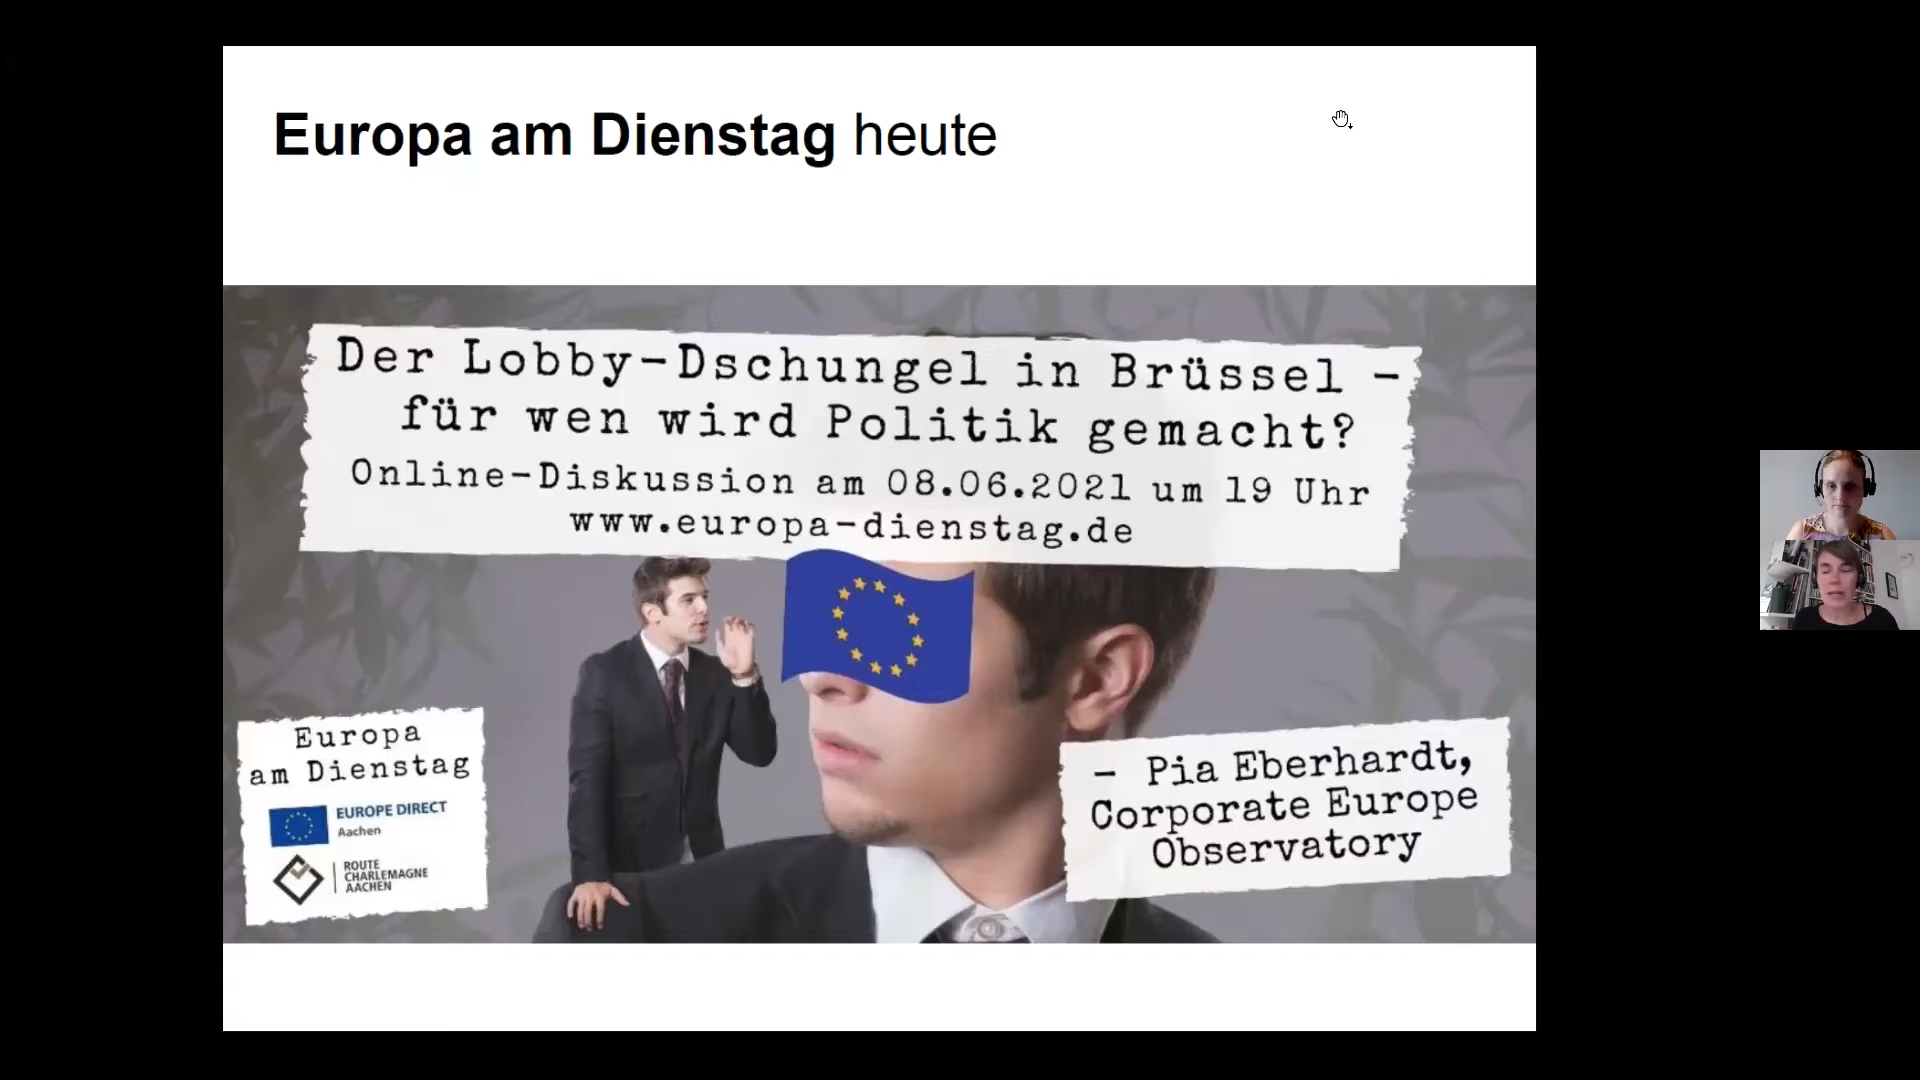 Europa am Dienstag heute
Der Lobby-Dschungel in Brüssel –
für wen wird Politik gemacht?
Online-Diskussion am 08.06.2021 um 19 Uhr
www.europa-dienstag.de
Europa
am Dienstag
EUROPE DIRECT
Aachen
ROUTE
CHARLEMAGNE
AACHEN
– Pia Eberhardt,
Corporate Europe
Observatory